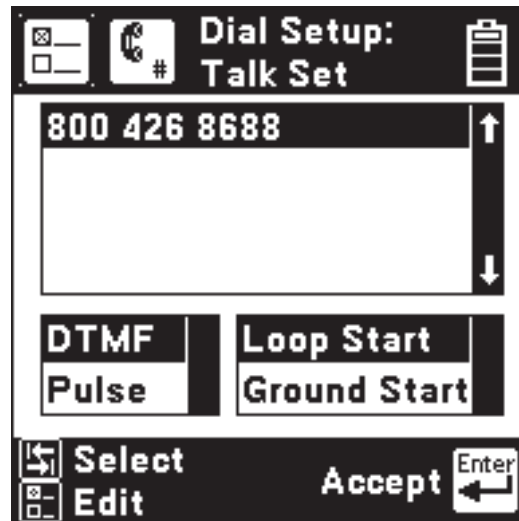 #
Dial Setup:
Talk Set
800 426 8688
DTMF
Pulse
Loop Start
Ground Start
Select
Edit
Accept
Enter